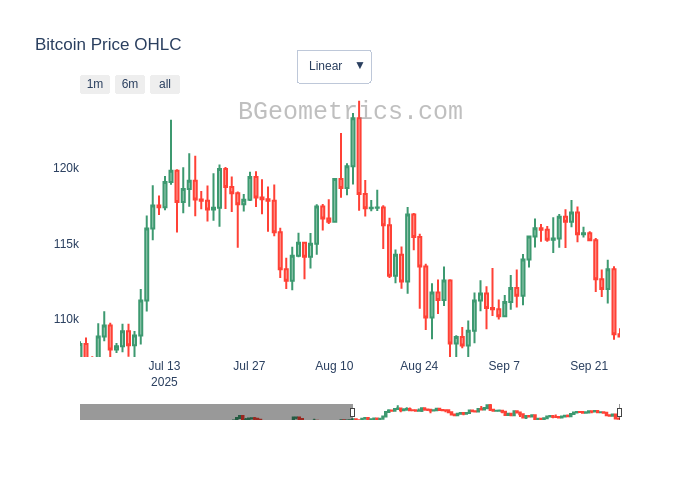 Bitcoin Price OHLC
Linear ▼
1m 6m all
BGeometrics.com
120k
115k
110k
Jul 13 Jul 27 Aug 10 Aug 24 Sep 7 Sep 21
2025